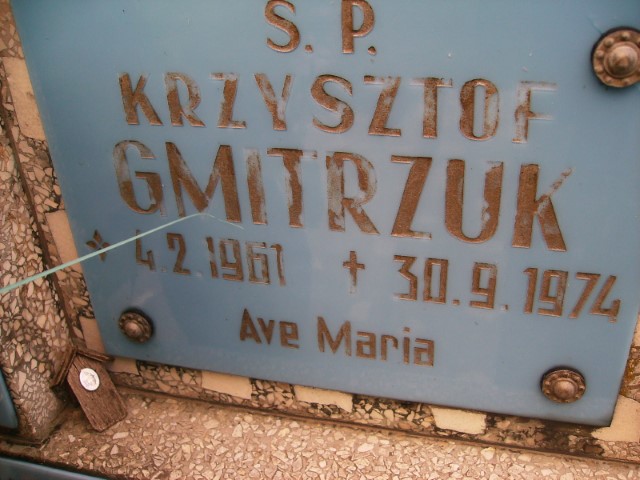 S. P.
KRZYSZTOF
GMITRZUK
* 4.2.1961 † 30.9.1974
Ave Maria